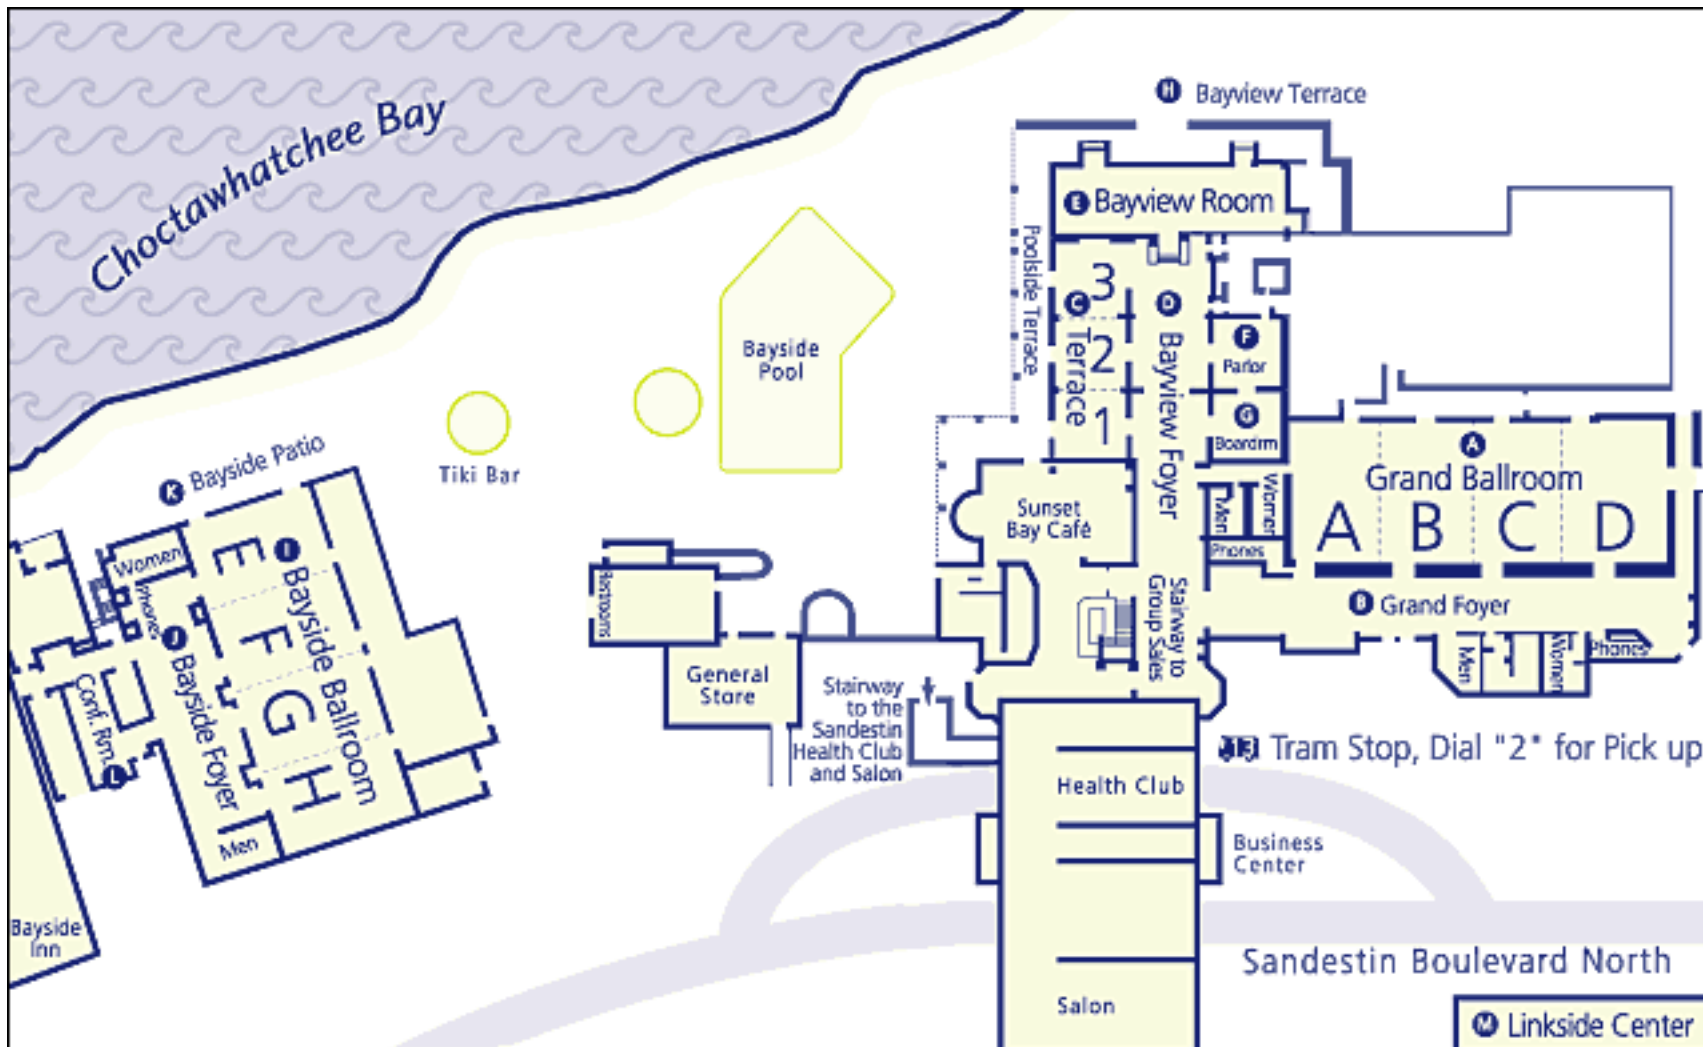 Choctawhatchee Bay
H Bayview Terrace
E Bayview Room
Poolside Terrace
C Terrace
3
2
1
D Bayview Foyer
F
Parlor
G
Boardrm
Bayside
Pool
Tiki Bar
K Bayside Patio
A
Grand Ballroom
A B C D
Men
Women
Phones
B Grand Foyer
Men
Women
Phones
Sunset
Bay Café
Stairway to
Group Sales
Women
Phones
I Bayside Ballroom
E
F
G
H
J Bayside Foyer
Conf. Rm.
L
Men
Bayside
Inn
Restrooms
General
Store
Stairway
to the
Sandestin
Health Club
and Salon
13 Tram Stop, Dial "2" for Pick up
Health Club
Business
Center
Salon
Sandestin Boulevard North
M Linkside Center